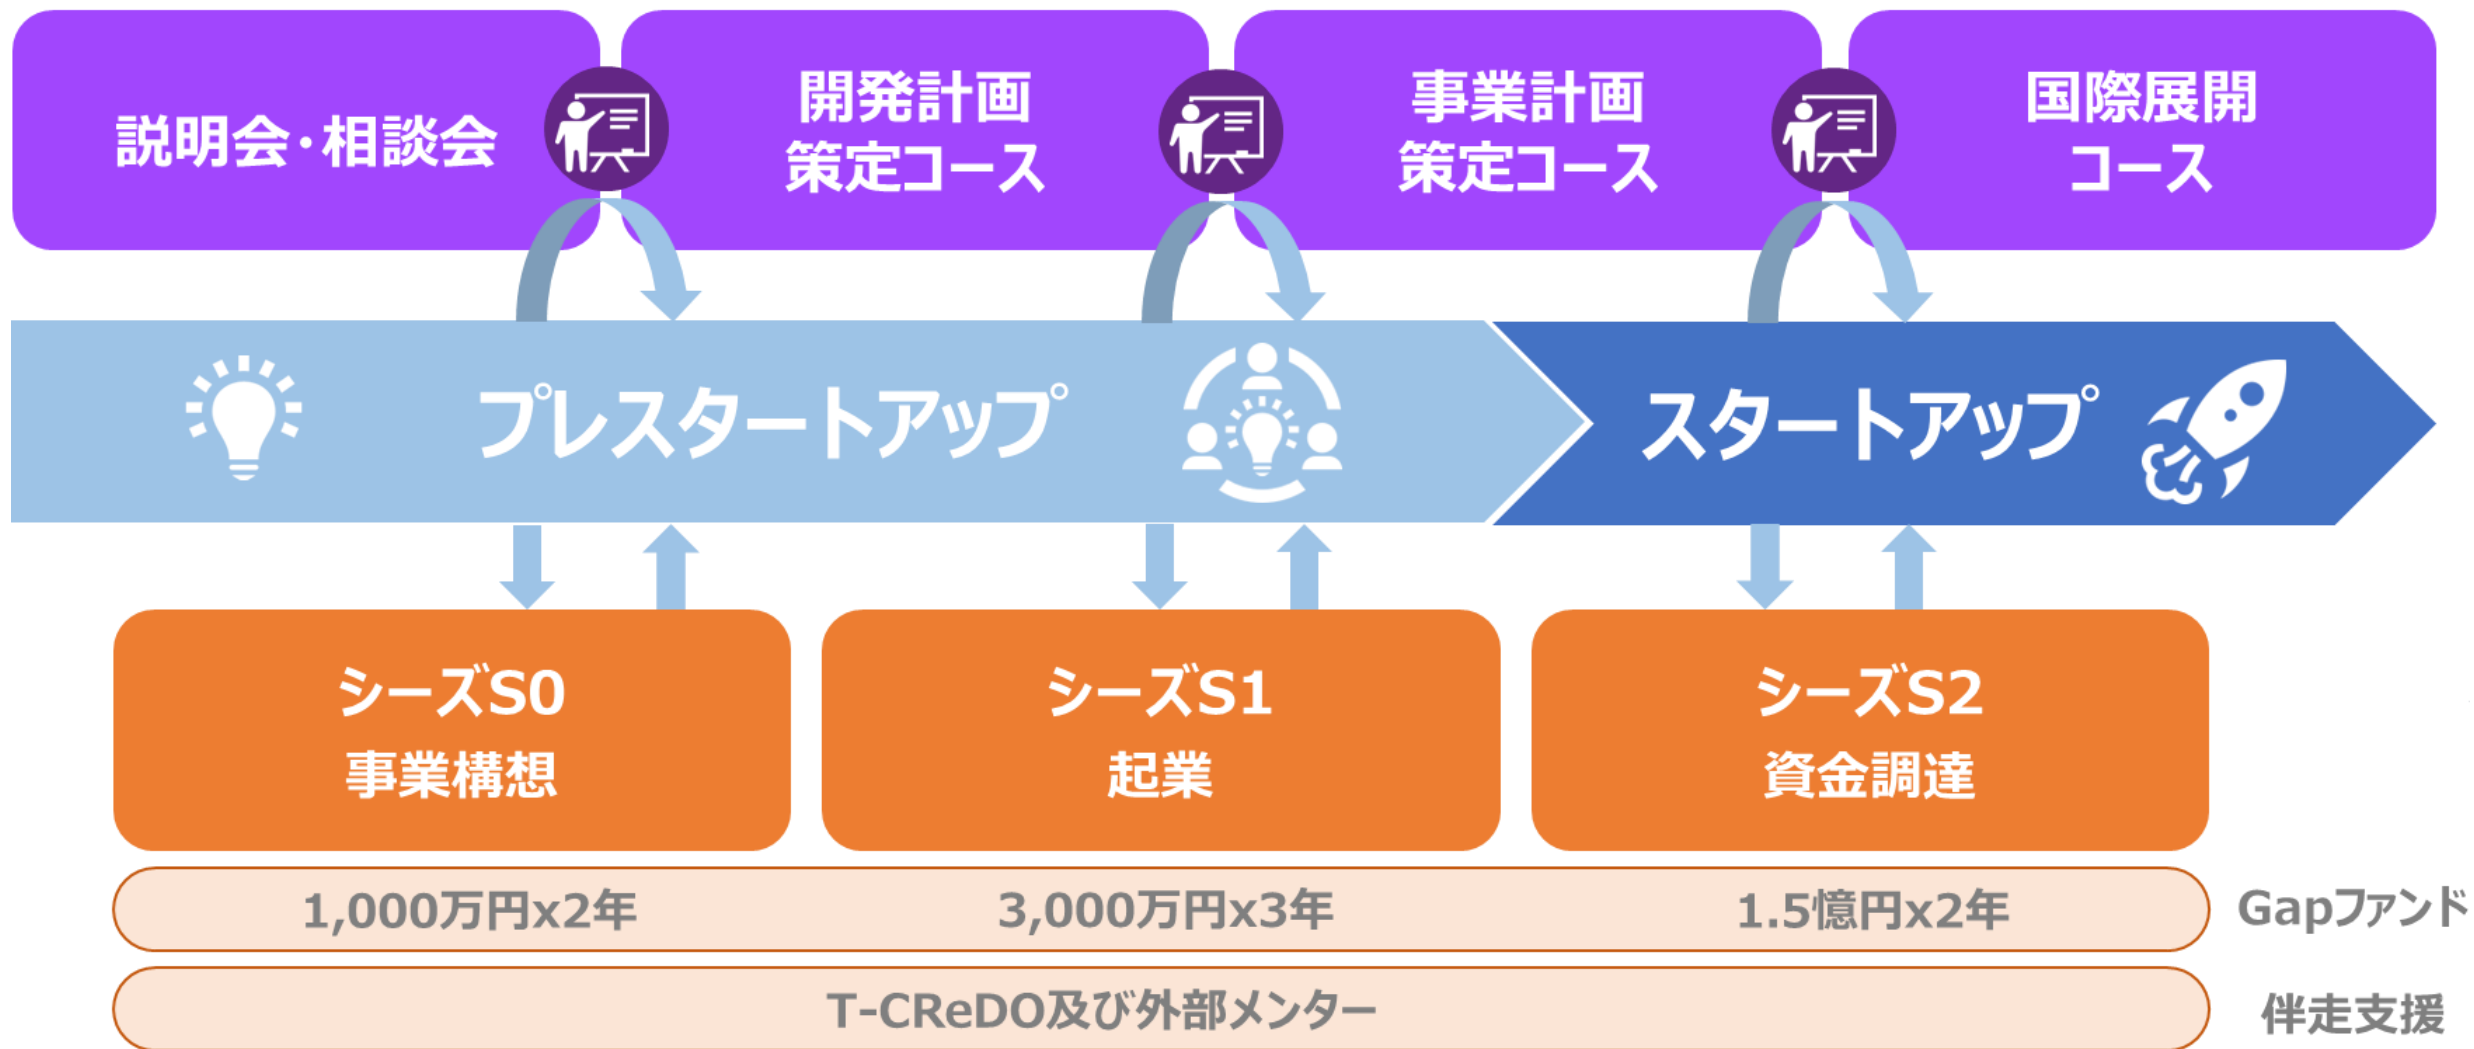 説明会・相談会
開発計画
策定コース
事業計画
策定コース
国際展開
コース
プレスタートアップ
スタートアップ
シーズS0
事業構想
シーズS1
起業
シーズS2
資金調達
1,000万円x2年
3,000万円x3年
1.5憶円x2年
Gapファンド
T-CReDO及び外部メンター
伴走支援